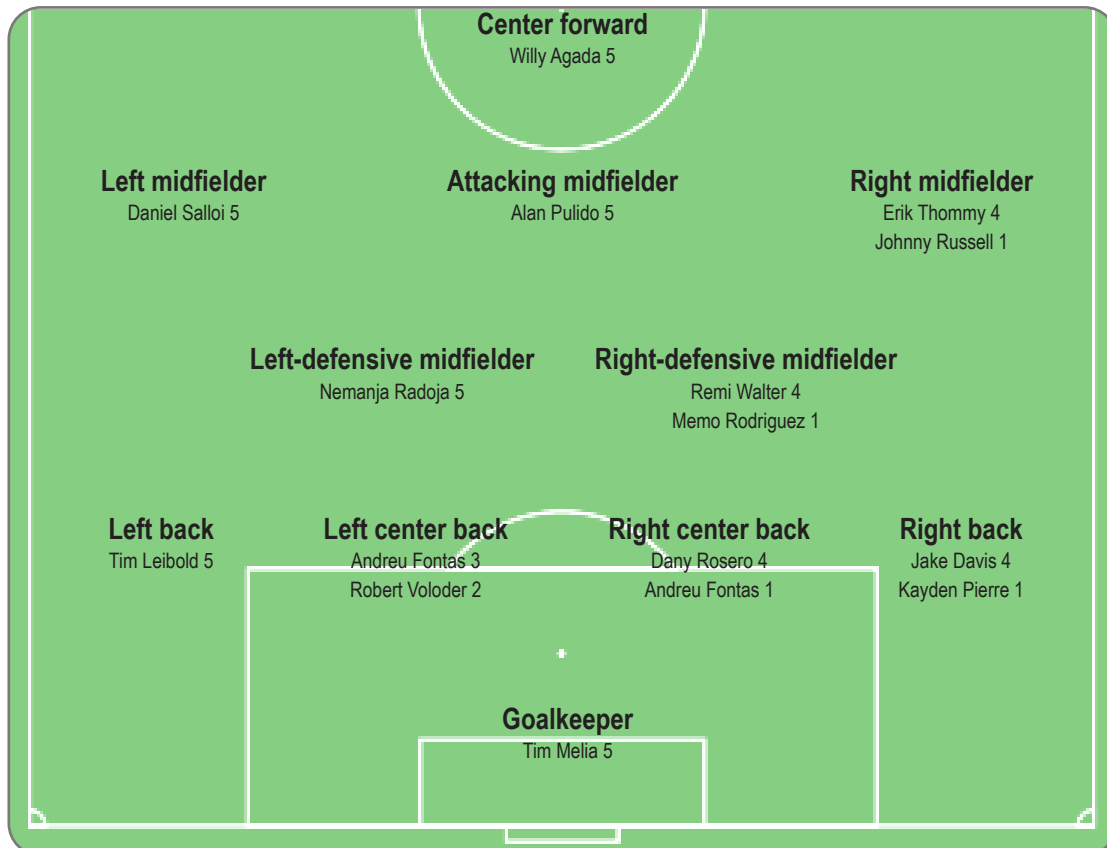 Center forward
Willy Agada 5
Left midfielder
Daniel Salloi 5
Attacking midfielder
Alan Pulido 5
Right midfielder
Erik Thommy 4
Johnny Russell 1
Left-defensive midfielder
Nemanja Radoja 5
Right-defensive midfielder
Remi Walter 4
Memo Rodriguez 1
Left back
Tim Leibold 5
Left center back
Andreu Fontas 3
Robert Voloder 2
Right center back
Dany Rosero 4
Andreu Fontas 1
Right back
Jake Davis 4
Kayden Pierre 1
Goalkeeper
Tim Melia 5